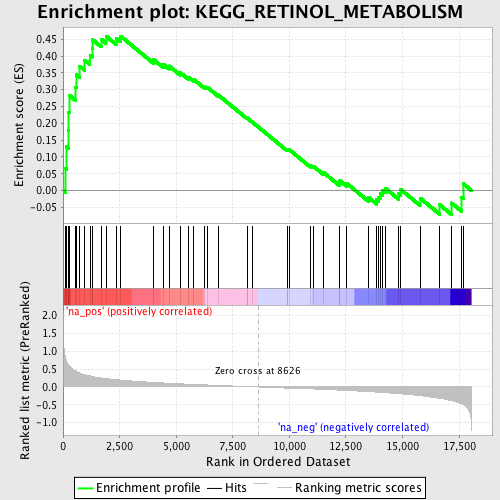 Enrichment plot: KEGG_RETINOL_METABOLISM
Enrichment score (ES)
0.45
0.40
0.35
0.30
0.25
0.20
0.15
0.10
0.05
0.00
-0.05
Ranked list metric (PreRanked)
'na_pos' (positively correlated)
2.0
1.5
1.0
0.5
0.0
-0.5
-1.0
Zero cross at 8626
'na_neg' (negatively correlated)
0 2,500 5,000 7,500 10,000 12,500 15,000 17,500
Rank in Ordered Dataset
Enrichment profile Hits Ranking metric scores